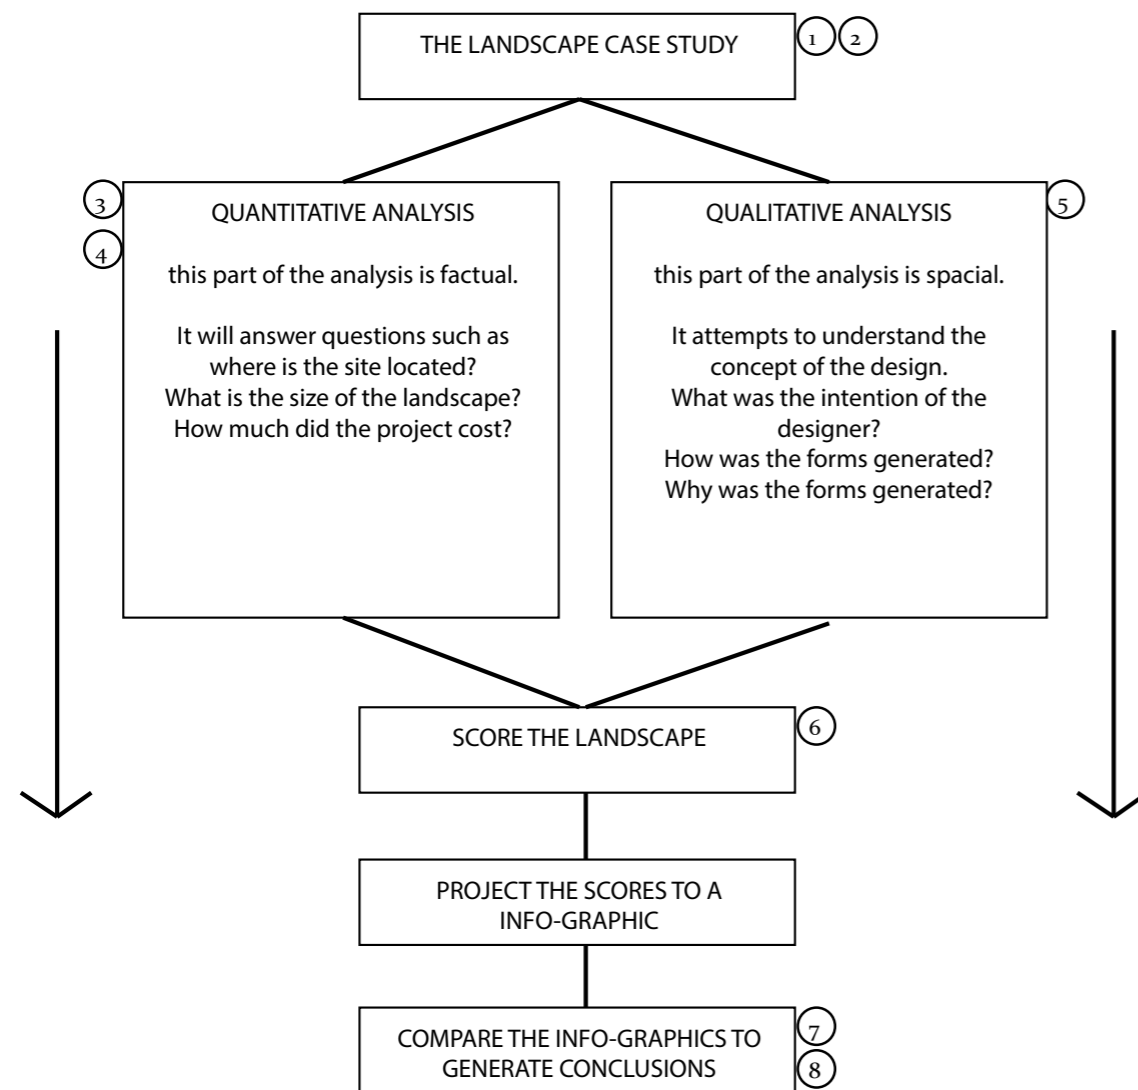 THE LANDSCAPE CASE STUDY
1 2
3
4
QUANTITATIVE ANALYSIS
this part of the analysis is factual.
It will answer questions such as
where is the site located?
What is the size of the landscape?
How much did the project cost?
QUALITATIVE ANALYSIS
5
this part of the analysis is spacial.
It attempts to understand the
concept of the design.
What was the intention of the
designer?
How was the forms generated?
Why was the forms generated?
SCORE THE LANDSCAPE
6
PROJECT THE SCORES TO A
INFO-GRAPHIC
COMPARE THE INFO-GRAPHICS TO
GENERATE CONCLUSIONS
7
8